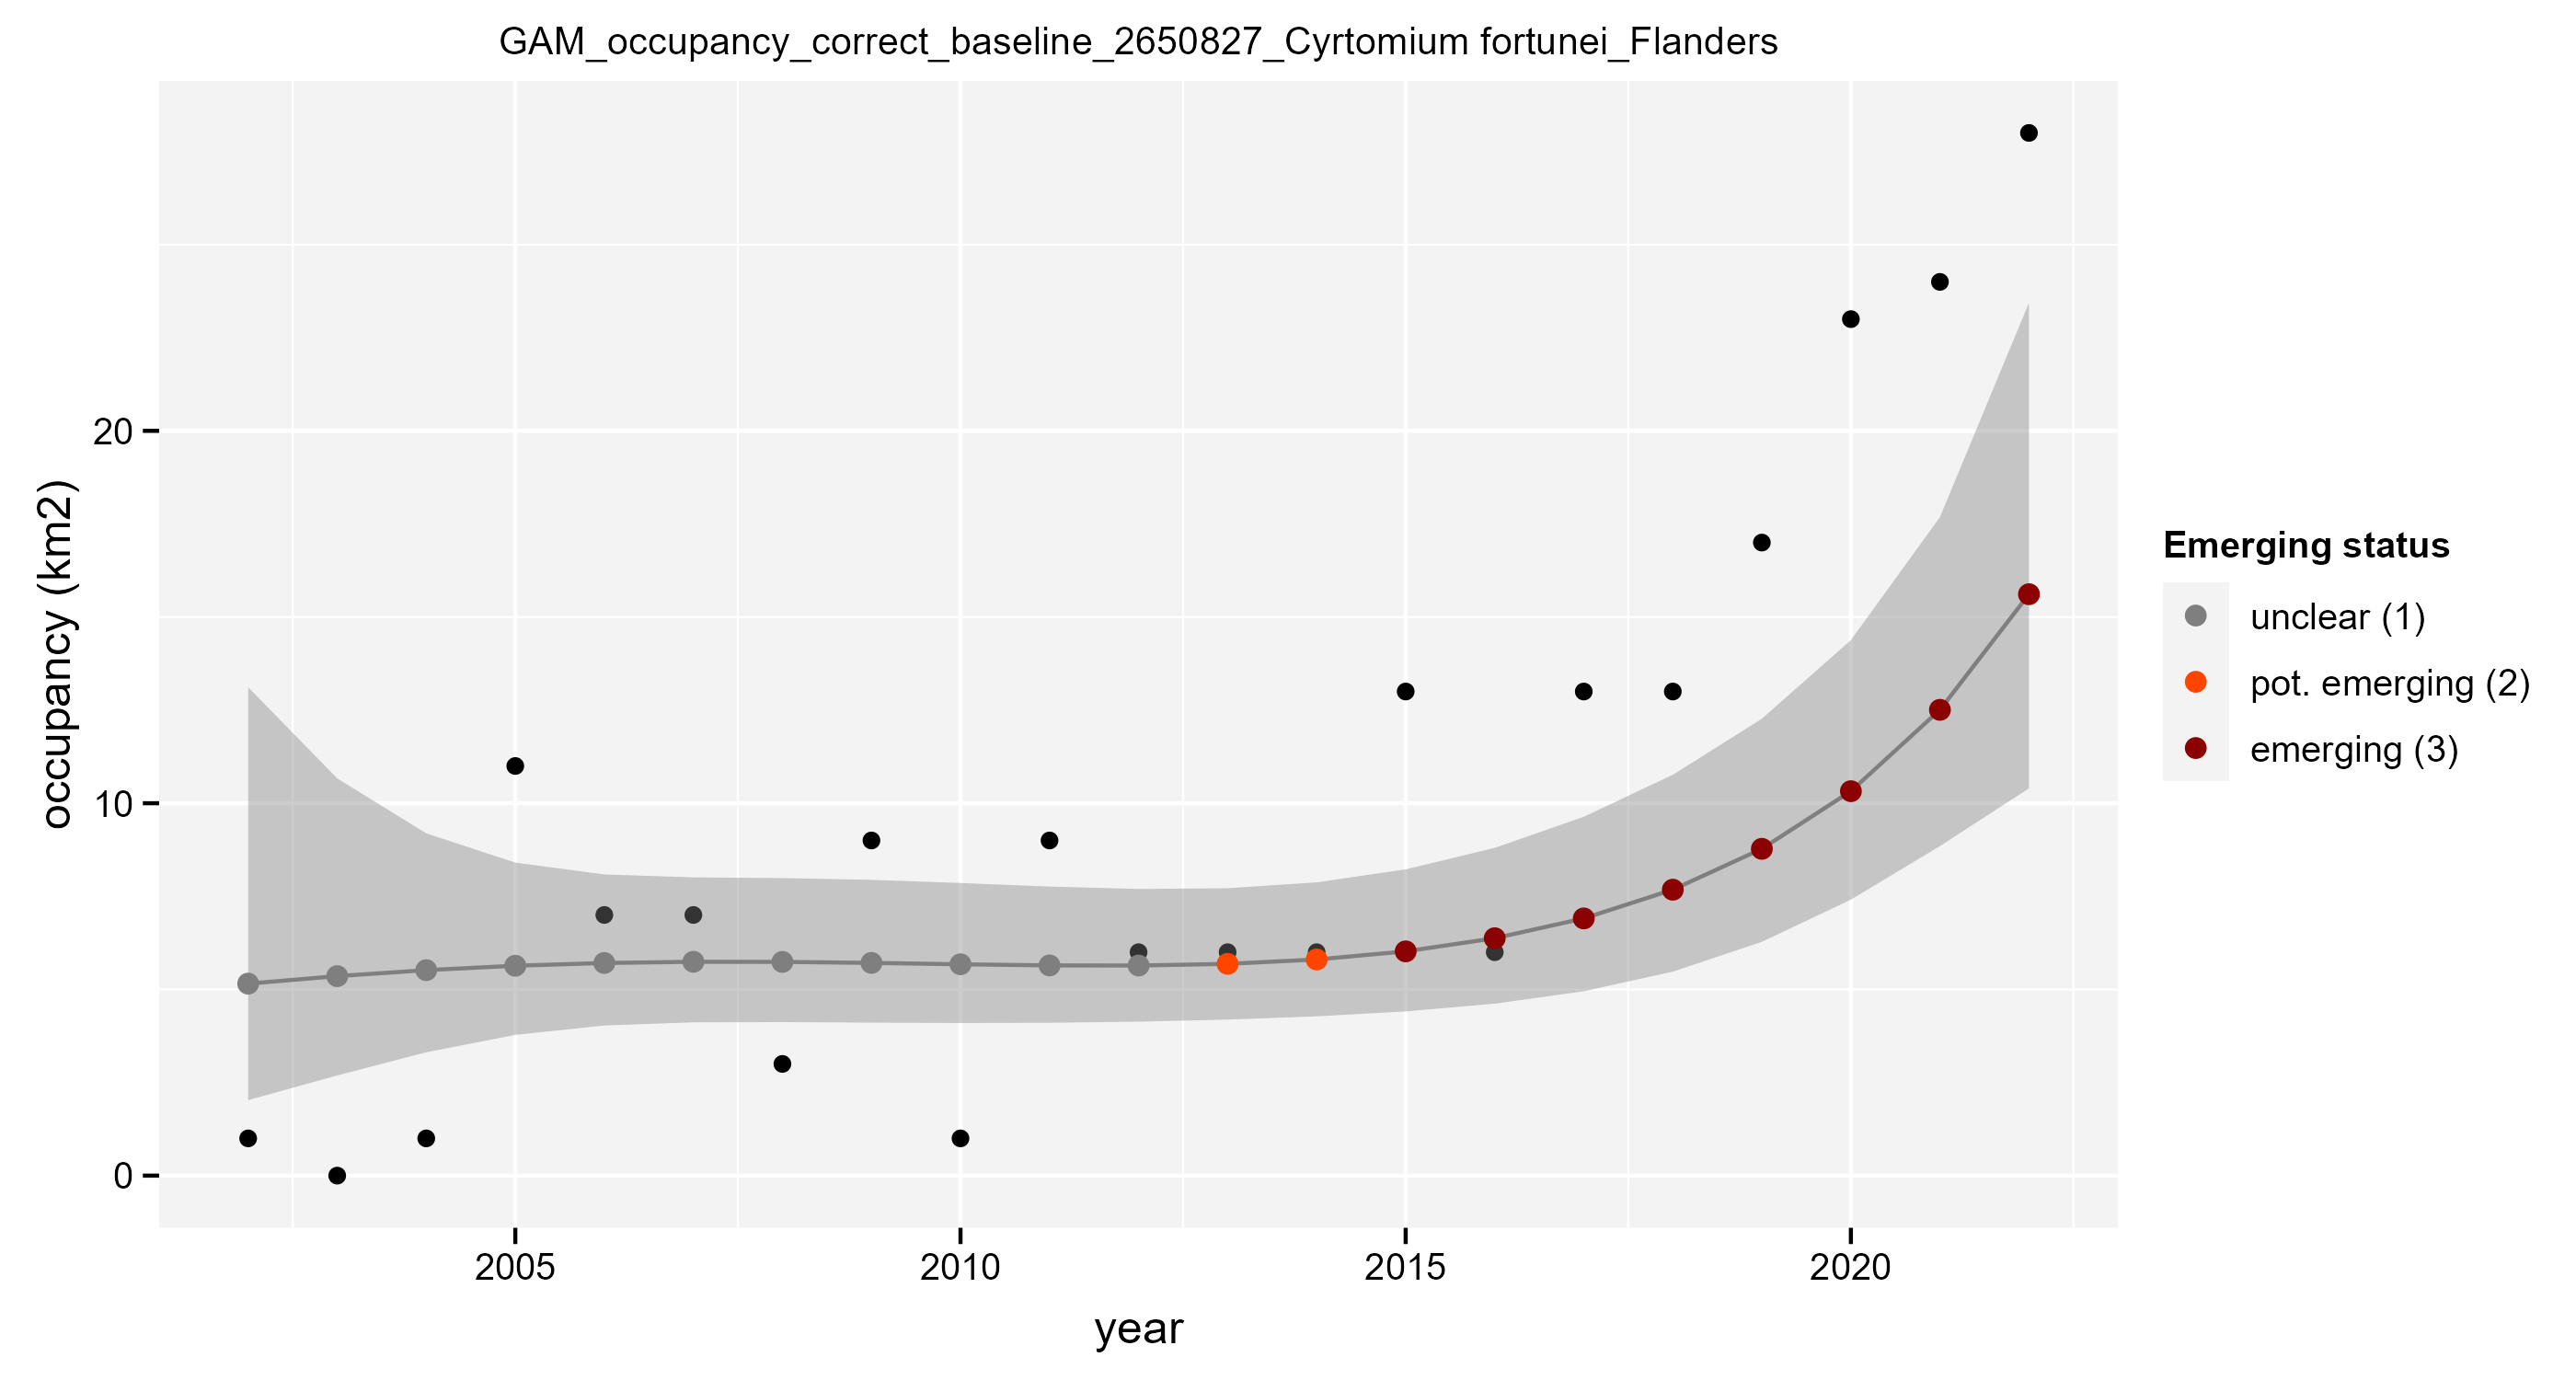 GAM_occupancy_correct_baseline_2650827_Cyrtomium fortunei_Flanders
occupancy (km2)
20
10
0
2005
2010
2015
2020
year
Emerging status
unclear (1)
pot. emerging (2)
emerging (3)